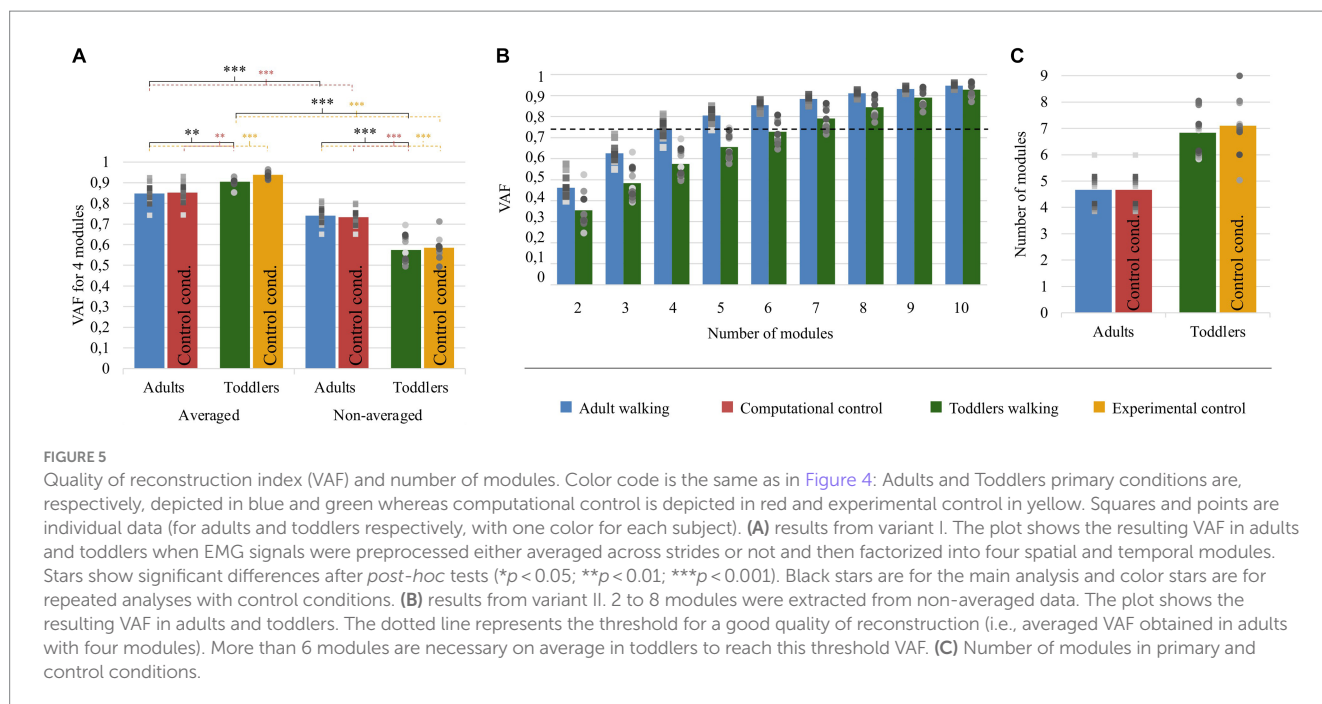 A
***
***
***
***
**
**
***
***
***
***
VAF for 4 modules
1
0,9
0,8
0,7
0,6
0,5
0,4
0,3
0,2
0,1
0
Control cond.
Control cond.
Control cond.
Control cond.
Adults
Toddlers
Adults
Toddlers
Averaged
Non-averaged
B
VAF
1
0,9
0,8
0,7
0,6
0,5
0,4
0,3
0,2
0,1
0
2 3 4 5 6 7 8 9 10
Number of modules
C
Number of modules
9
8
7
6
5
4
3
2
1
0
Control cond.
Control cond.
Adults
Toddlers
Adult walking
Computational control
Toddlers walking
Experimental control
FIGURE 5
Quality of reconstruction index (VAF) and number of modules. Color code is the same as in Figure 4: Adults and Toddlers primary conditions are,
respectively, depicted in blue and green whereas computational control is depicted in red and experimental control in yellow. Squares and points are
individual data (for adults and toddlers respectively, with one color for each subject). (A) results from variant I. The plot shows the resulting VAF in adults
and toddlers when EMG signals were preprocessed either averaged across strides or not and then factorized into four spatial and temporal modules.
Stars show significant differences after post-hoc tests (*p < 0.05; **p < 0.01; ***p < 0.001). Black stars are for the main analysis and color stars are for
repeated analyses with control conditions. (B) results from variant II. 2 to 8 modules were extracted from non-averaged data. The plot shows the
resulting VAF in adults and toddlers. The dotted line represents the threshold for a good quality of reconstruction (i.e., averaged VAF obtained in adults
with four modules). More than 6 modules are necessary on average in toddlers to reach this threshold VAF. (C) Number of modules in primary and
control conditions.